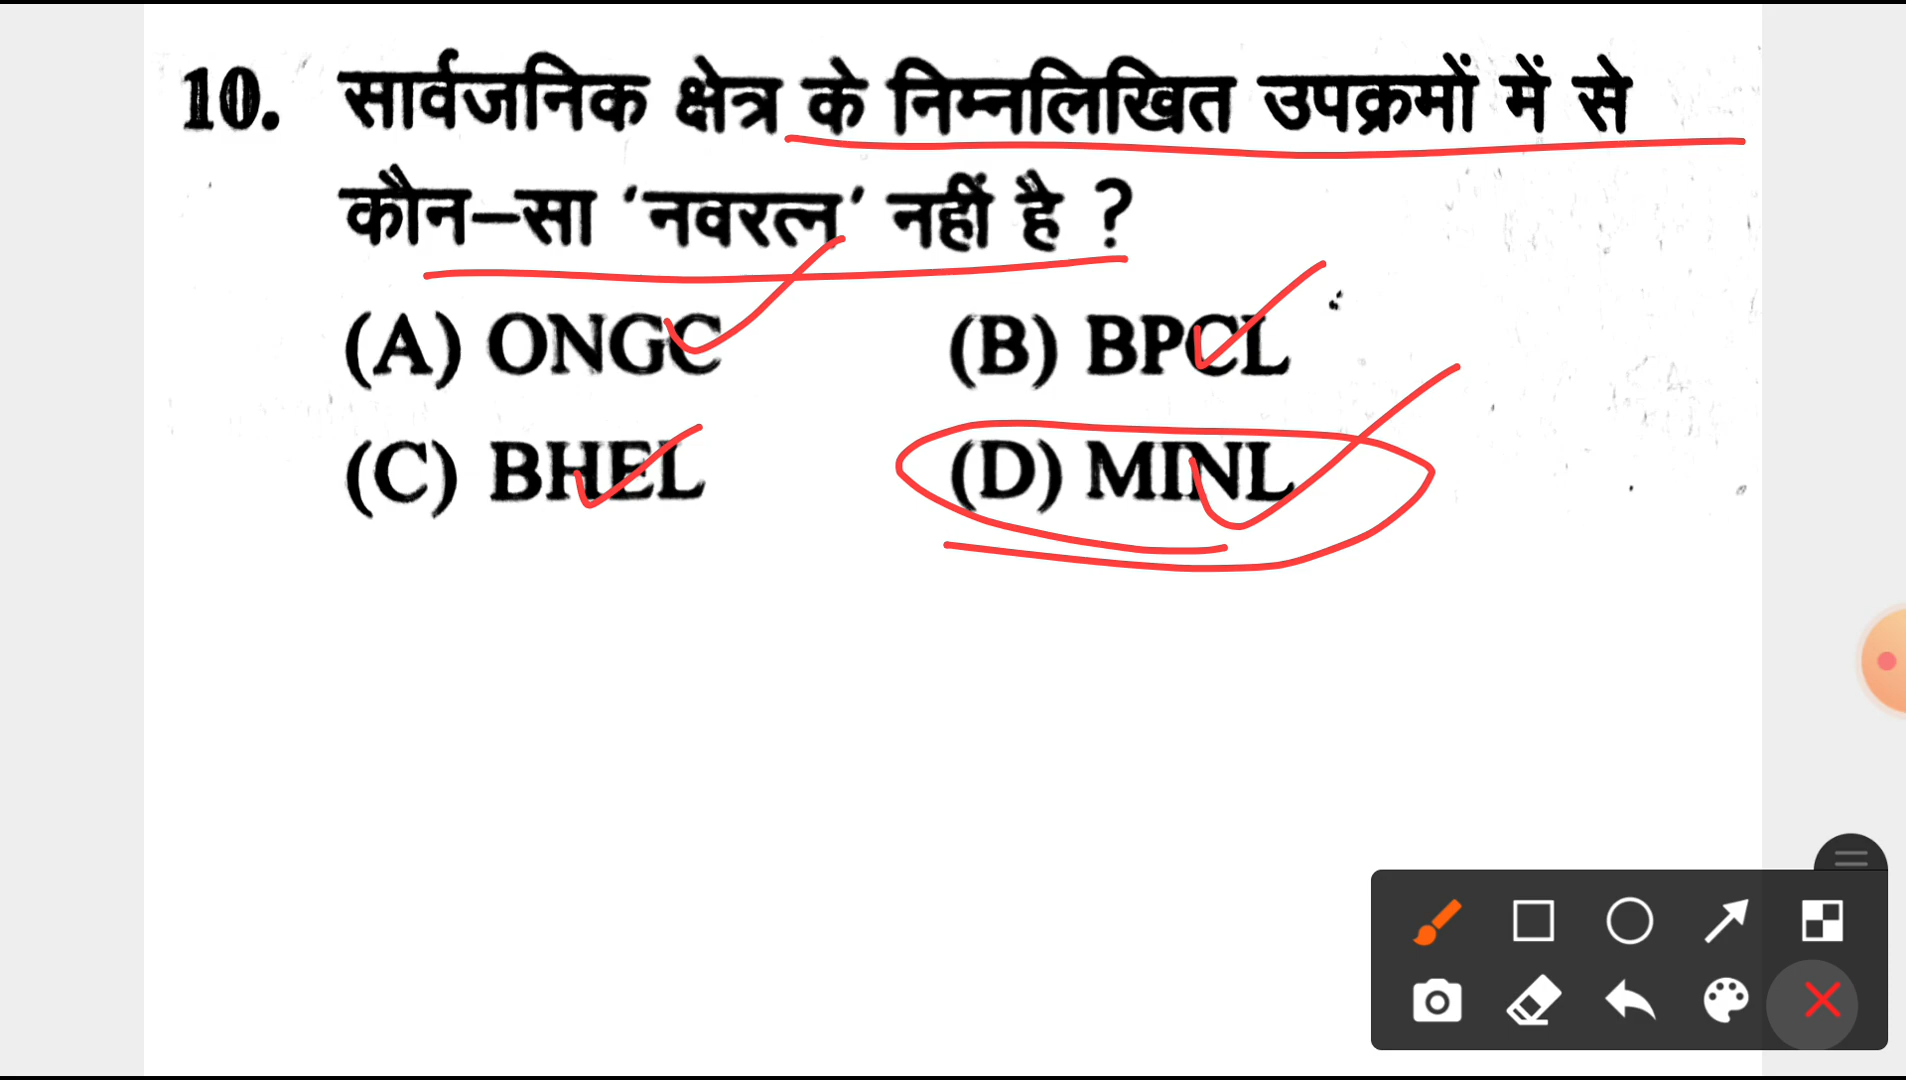 10. सार्वजनिक क्षेत्र के निम्नलिखित उपक्रमों में से
कौन–सा ‘नवरत्न’ नहीं है ?
(A) ONGC (B) BPCL
(C) BHEL (D) MINL